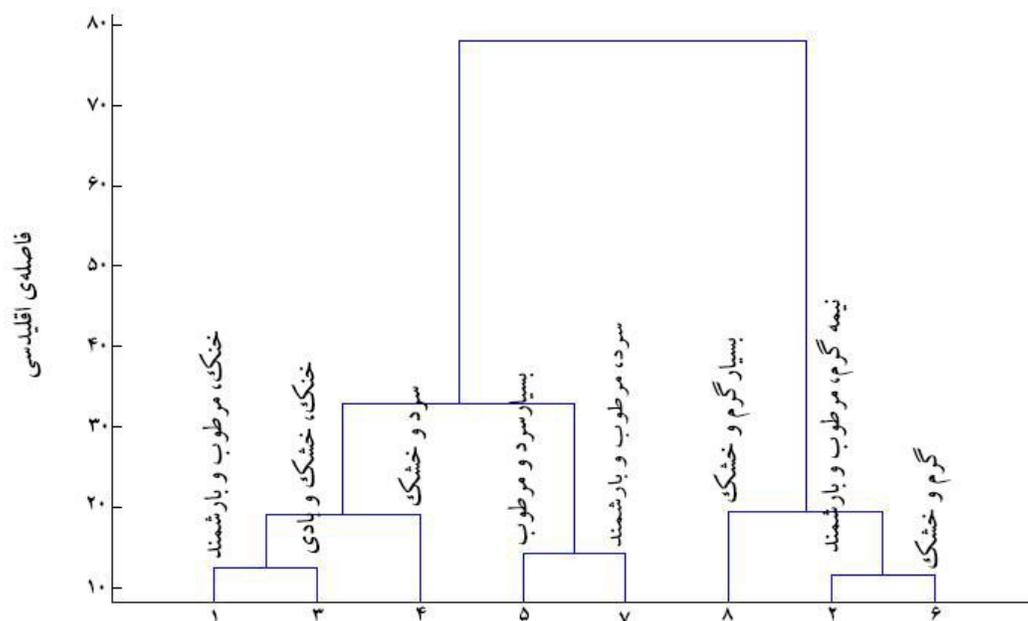 ۸۰
۷۰
۶۰
۵۰
۴۰
۳۰
۲۰
۱۰
فاصله‌ی اقلیدسی
خنک، مرطوب و بارشمند
خنک، خشک و بادی
سرد و خشک
بسیار سرد و مرطوب
سرد، مرطوب و بارشمند
بسیار گرم و خشک
نیمه گرم، مرطوب و بارشمند
گرم و خشک
۱ ۳ ۴ ۵ ۷ ۸ ۲ ۶